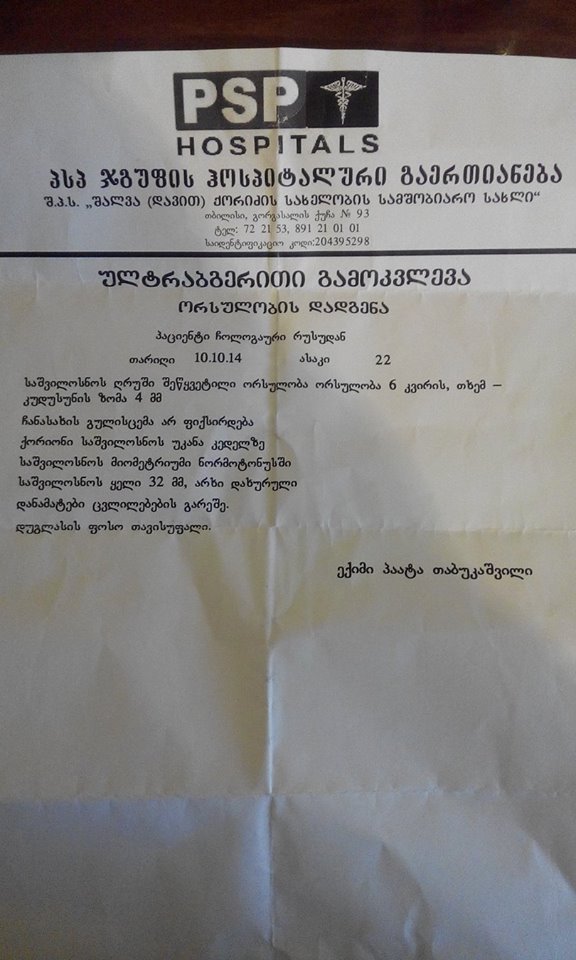 PSP
HOSPITALS
ᲞᲡᲞ ᲯᲒᲣᲤᲘᲡ ᲰᲝᲡᲞᲘᲢᲐᲚᲣᲠᲘ ᲒᲐᲔᲠᲗᲘᲐᲜᲔᲑᲐ
Შ.Პ.Ს. „ᲨᲐᲚᲕᲐ (ᲓᲐᲕᲘᲗ) ᲥᲝᲠᲘᲫᲘᲡ ᲡᲐᲮᲔᲚᲝᲑᲘᲡ ᲡᲐᲛᲨᲝᲑᲘᲐᲠᲝ ᲡᲐᲮᲚᲘ“
თბილისი, გორგასალის ქუჩა № 93
ტელ: 72 21 53, 891 21 01 01
საიდენტიფიკაციო კოდი:204395298
ᲣᲚᲢᲠᲐᲑᲒᲔᲠᲘᲗᲘ ᲒᲐᲛᲝᲙᲕᲚᲔᲕᲐ
ᲝᲠᲡᲣᲚᲝᲑᲘᲡ ᲓᲐᲓᲒᲔᲜᲐ
პაციენტი ჩოლოგაური რუსუდან
თარიღი 10.10.14 ასაკი 22
საშვილოსნოს ღრუში შეწყვეტილი ორსულობა ორსულობა 6 კვირის, თხემ –
კუდუსუნის ზომა 4 მმ
ჩანასახის გულისცემა არ ფიქსირდება
ქორიონი საშვილოსნოს უკანა კედელზე
საშვილოსნოს მიომეტრიუმი ნორმოტონუსში
საშვილოსნოს ყელი 32 მმ, არხი დახურული
დანამატები ცვლილებების გარეშე.
დუგლასის ფოსო თავისუფალი.
ექიმი პაატა თაბუკაშვილი